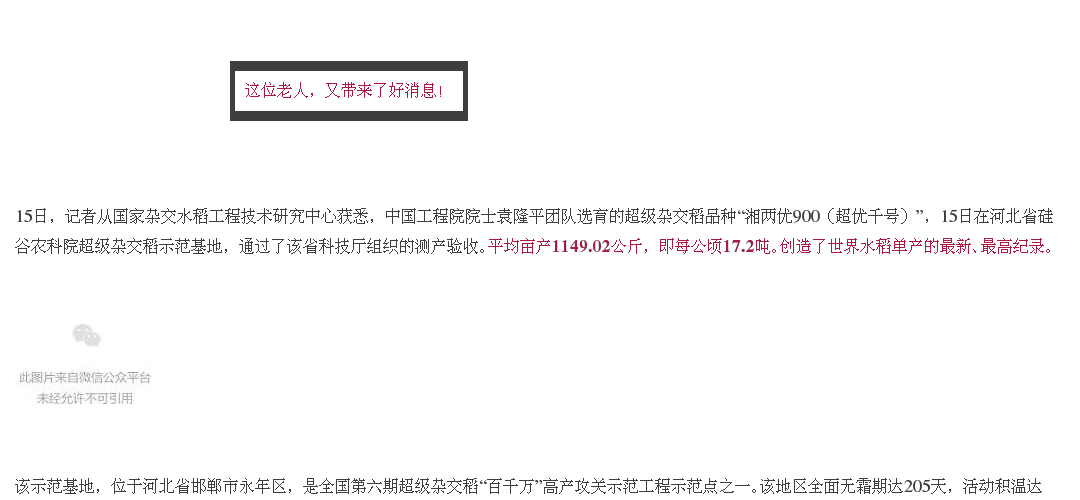 这位老人，又带来了好消息！
15日，记者从国家杂交水稻工程技术研究中心获悉，中国工程院院士袁隆平团队选育的超级杂交稻品种“湘两优900（超优千号）”，15日在河北省硅
谷农科院超级杂交稻示范基地，通过了该省科技厅组织的测产验收。平均亩产1149.02公斤，即每公顷17.2吨。创造了世界水稻单产的最新、最高纪录。
此图片来自微信公众平台
未经允许不可引用
该示范基地，位于河北省邯郸市永年区，是全国第六期超级杂交稻“百千万”高产攻关示范工程示范点之一。该地区全面无霜期达205天，活动积温达